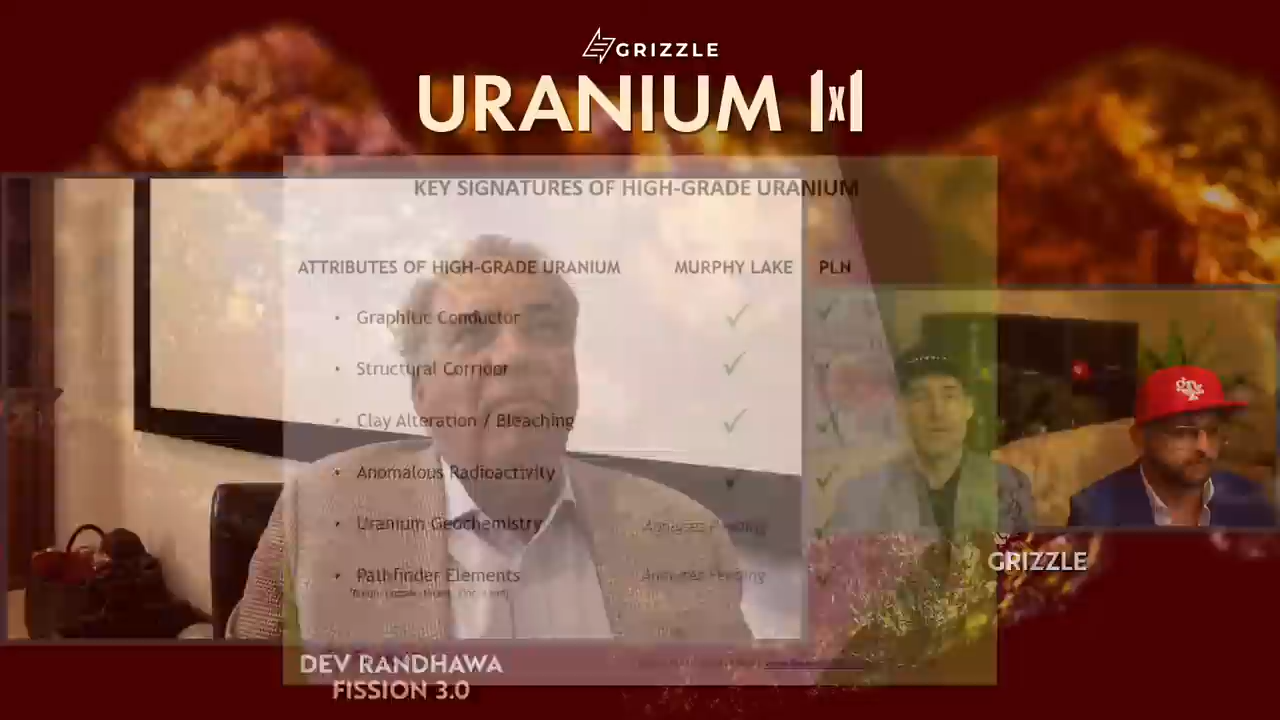 GRIZZLE
URANIUM 1x1
KEY SIGNATURES OF HIGH-GRADE URANIUM
ATTRIBUTES OF HIGH-GRADE URANIUM MURPHY LAKE PLN
• Graphitic Conductor ✓ ✓
• Structural Corridor ✓ ✓
• Clay Alteration / Bleaching ✓ ✓
• Anomalous Radioactivity ✓ ✓
• Uranium Geochemistry Analyses Pending ✓
• Pathfinder Elements Analyses Pending ✓
GRIZZLE
DEV RANDHAWA
FISSION 3.0